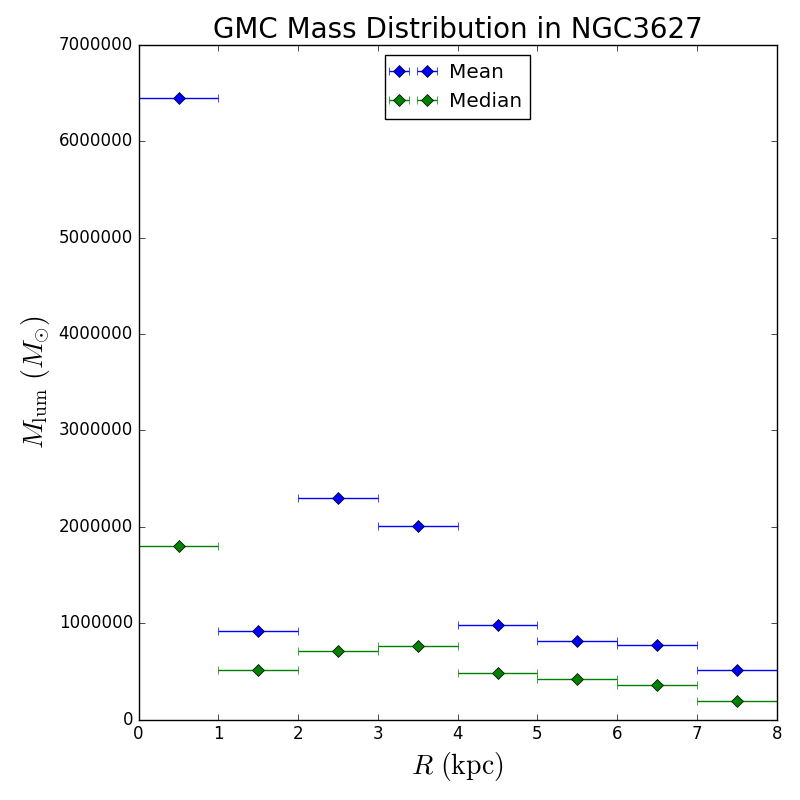 GMC Mass Distribution in NGC3627
7000000
6000000
5000000
4000000
3000000
2000000
1000000
0
Mean
Median
M_lum (M_⊙)
0 1 2 3 4 5 6 7 8
R (kpc)